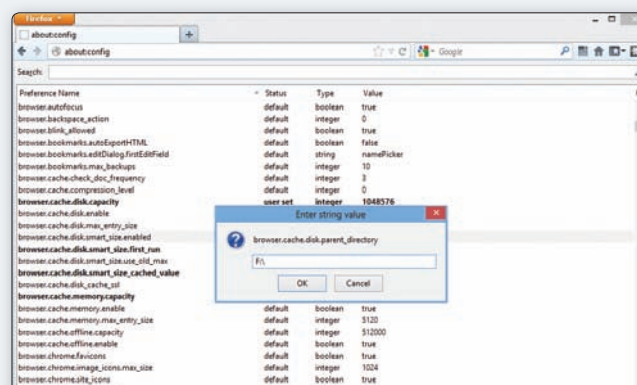 Firefox
about:config
about:config
Google
Search:
Preference Name Status Type Value
browser.autofocus default boolean true
browser.backspace_action default integer 0
browser.blink_allowed default boolean true
browser.bookmarks.autoExportHTML default boolean false
browser.bookmarks.editDialog.firstEditField default string namePicker
browser.bookmarks.max_backups default integer 10
browser.cache.check_doc_frequency default integer 3
browser.cache.compression_level default integer 0
browser.cache.disk.capacity user set integer 1048576
browser.cache.disk.enable
browser.cache.disk.max_entry_size
browser.cache.disk.smart_size.enabled
browser.cache.disk.smart_size.first_run
browser.cache.disk.smart_size.use_old_max
browser.cache.disk.smart_size_cached_value
browser.cache.disk_cache_ssl
browser.cache.memory.capacity
Enter string value
browser.cache.disk.parent_directory
F:\
OK Cancel
browser.cache.memory.enable default boolean true
browser.cache.memory.max_entry_size default integer 5120
browser.cache.offline.capacity default integer 512000
browser.cache.offline.enable default boolean true
browser.chrome.favicons default boolean true
browser.chrome.image_icons.max_size default integer 1024
browser.chrome.site_icons default boolean true